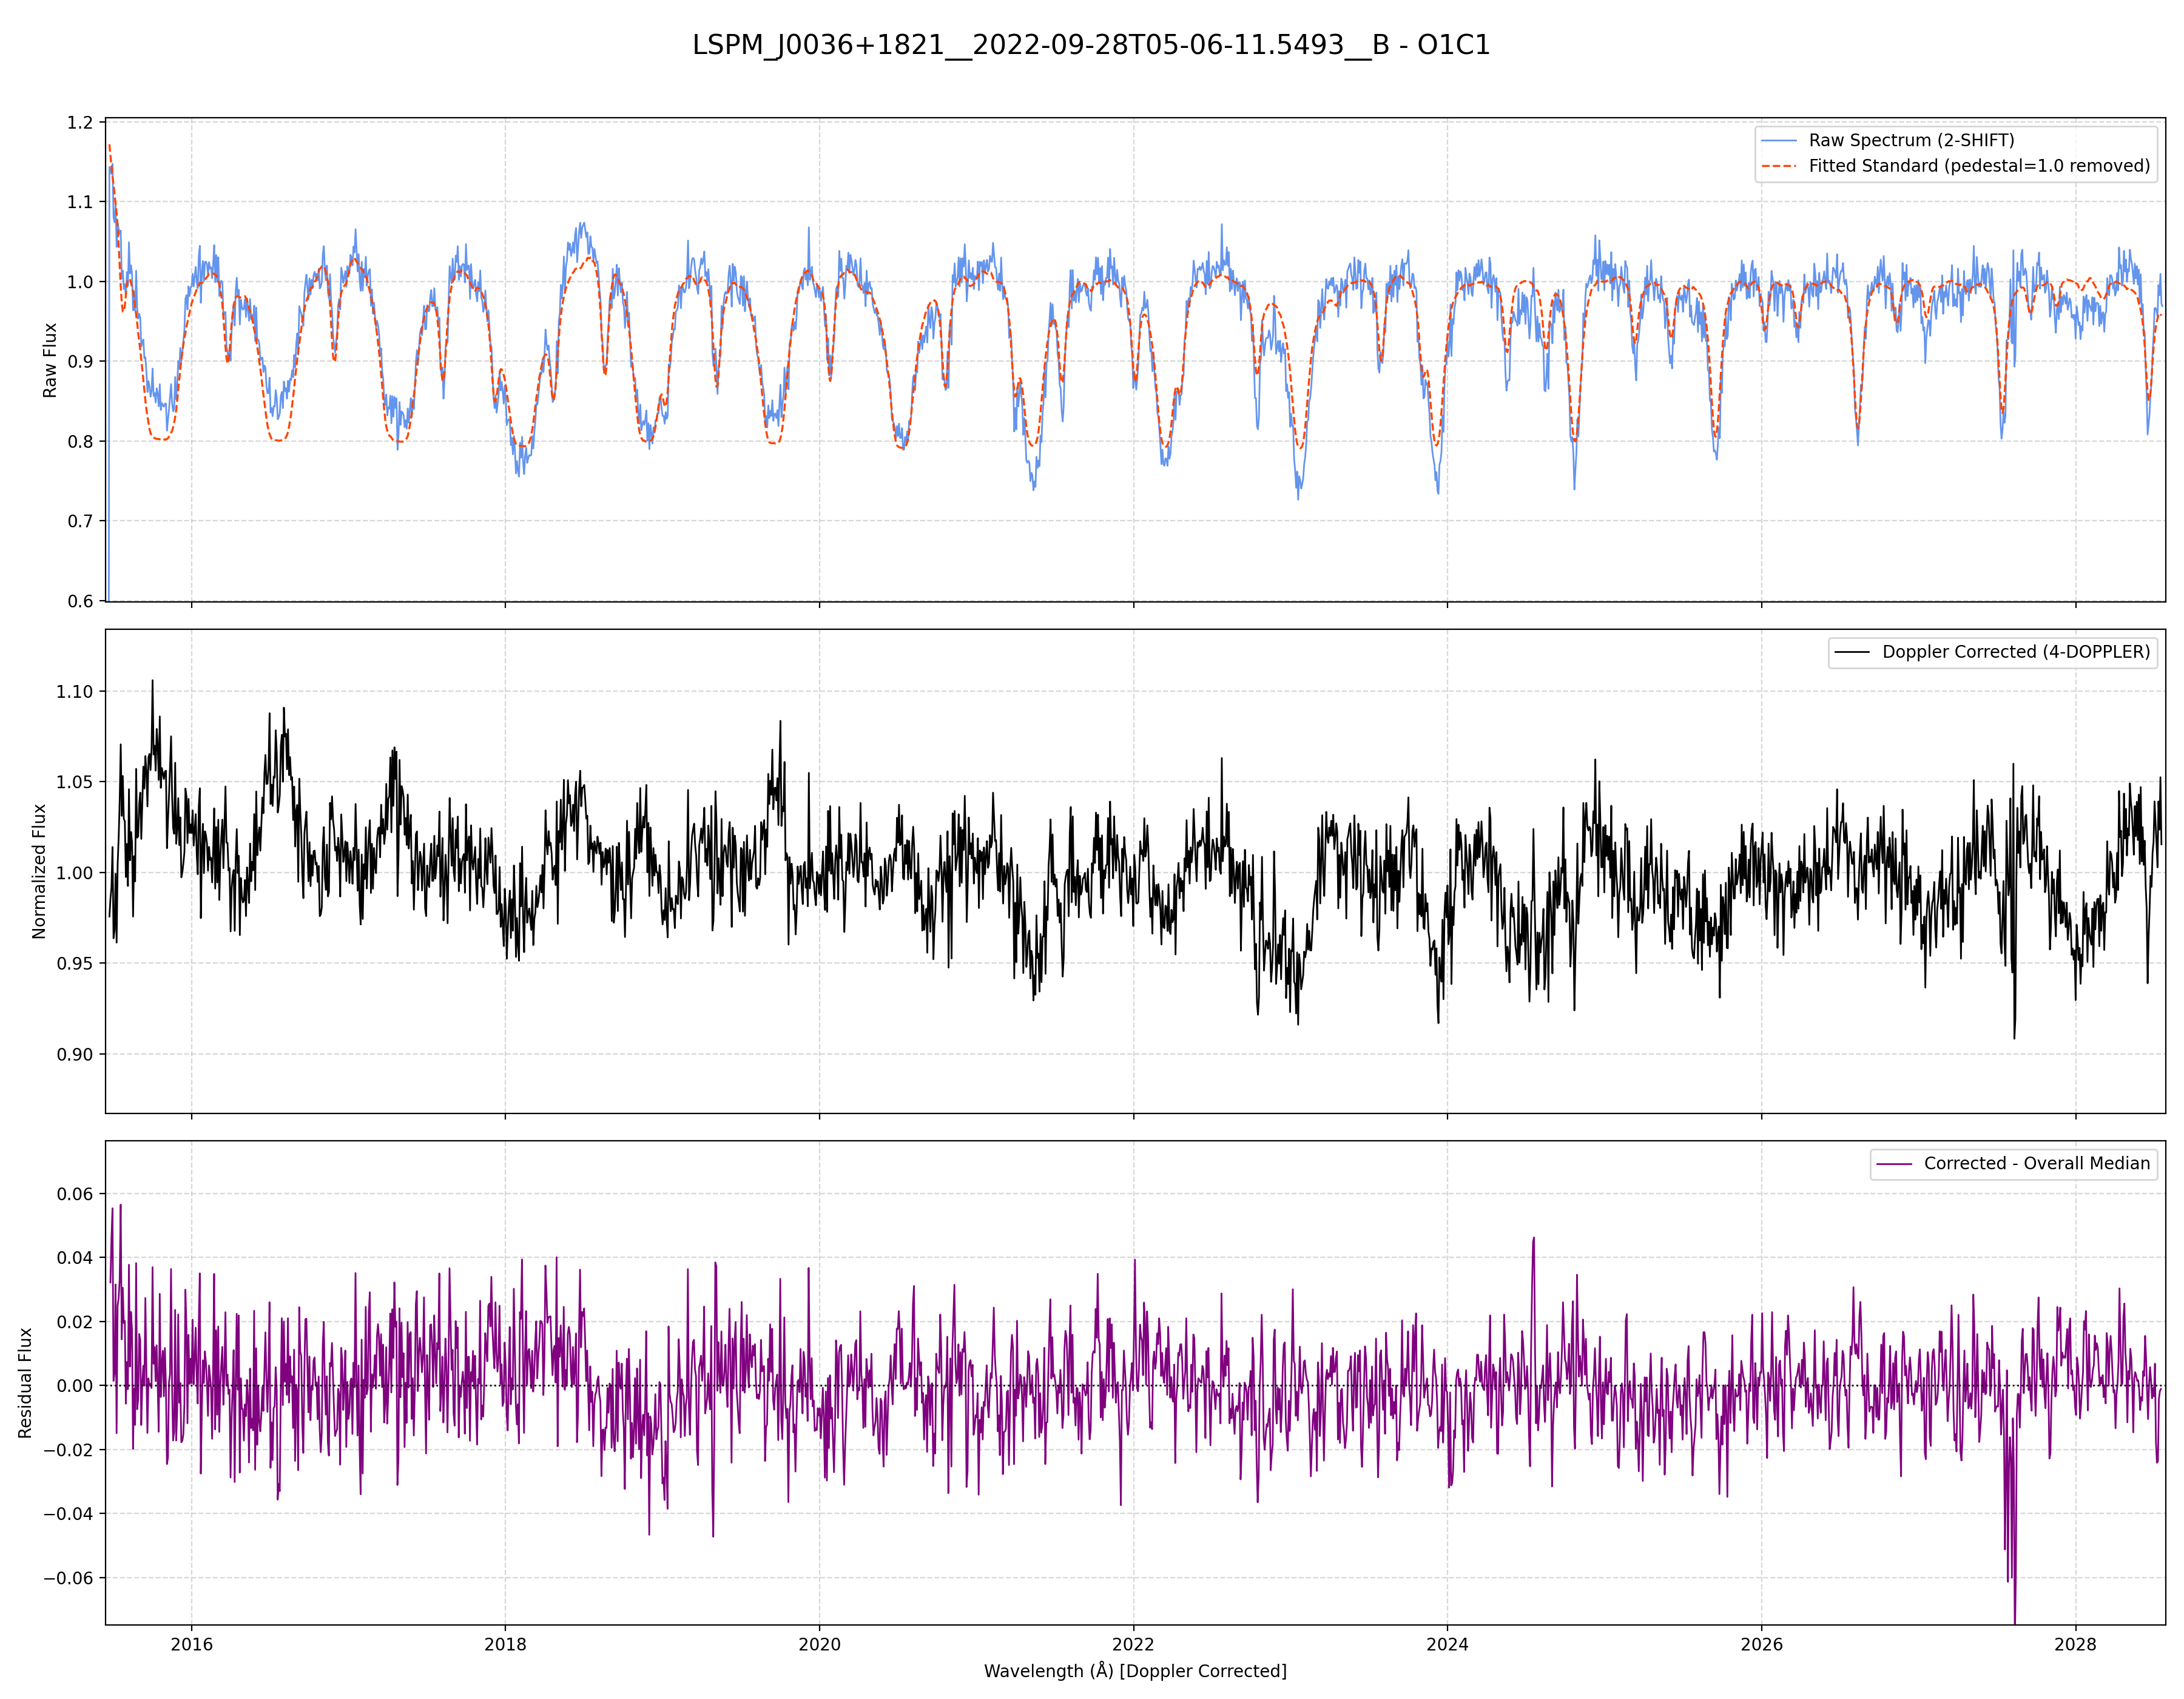 LSPM_J0036+1821__2022-09-28T05-06-11.5493__B - O1C1
Raw Flux
1.2
1.1
1.0
0.9
0.8
0.7
0.6
Raw Spectrum (2-SHIFT)
Fitted Standard (pedestal=1.0 removed)
Normalized Flux
1.10
1.05
1.00
0.95
0.90
Doppler Corrected (4-DOPPLER)
Residual Flux
0.06
0.04
0.02
0.00
−0.02
−0.04
−0.06
Corrected - Overall Median
2016 2018 2020 2022 2024 2026 2028
Wavelength (Å) [Doppler Corrected]